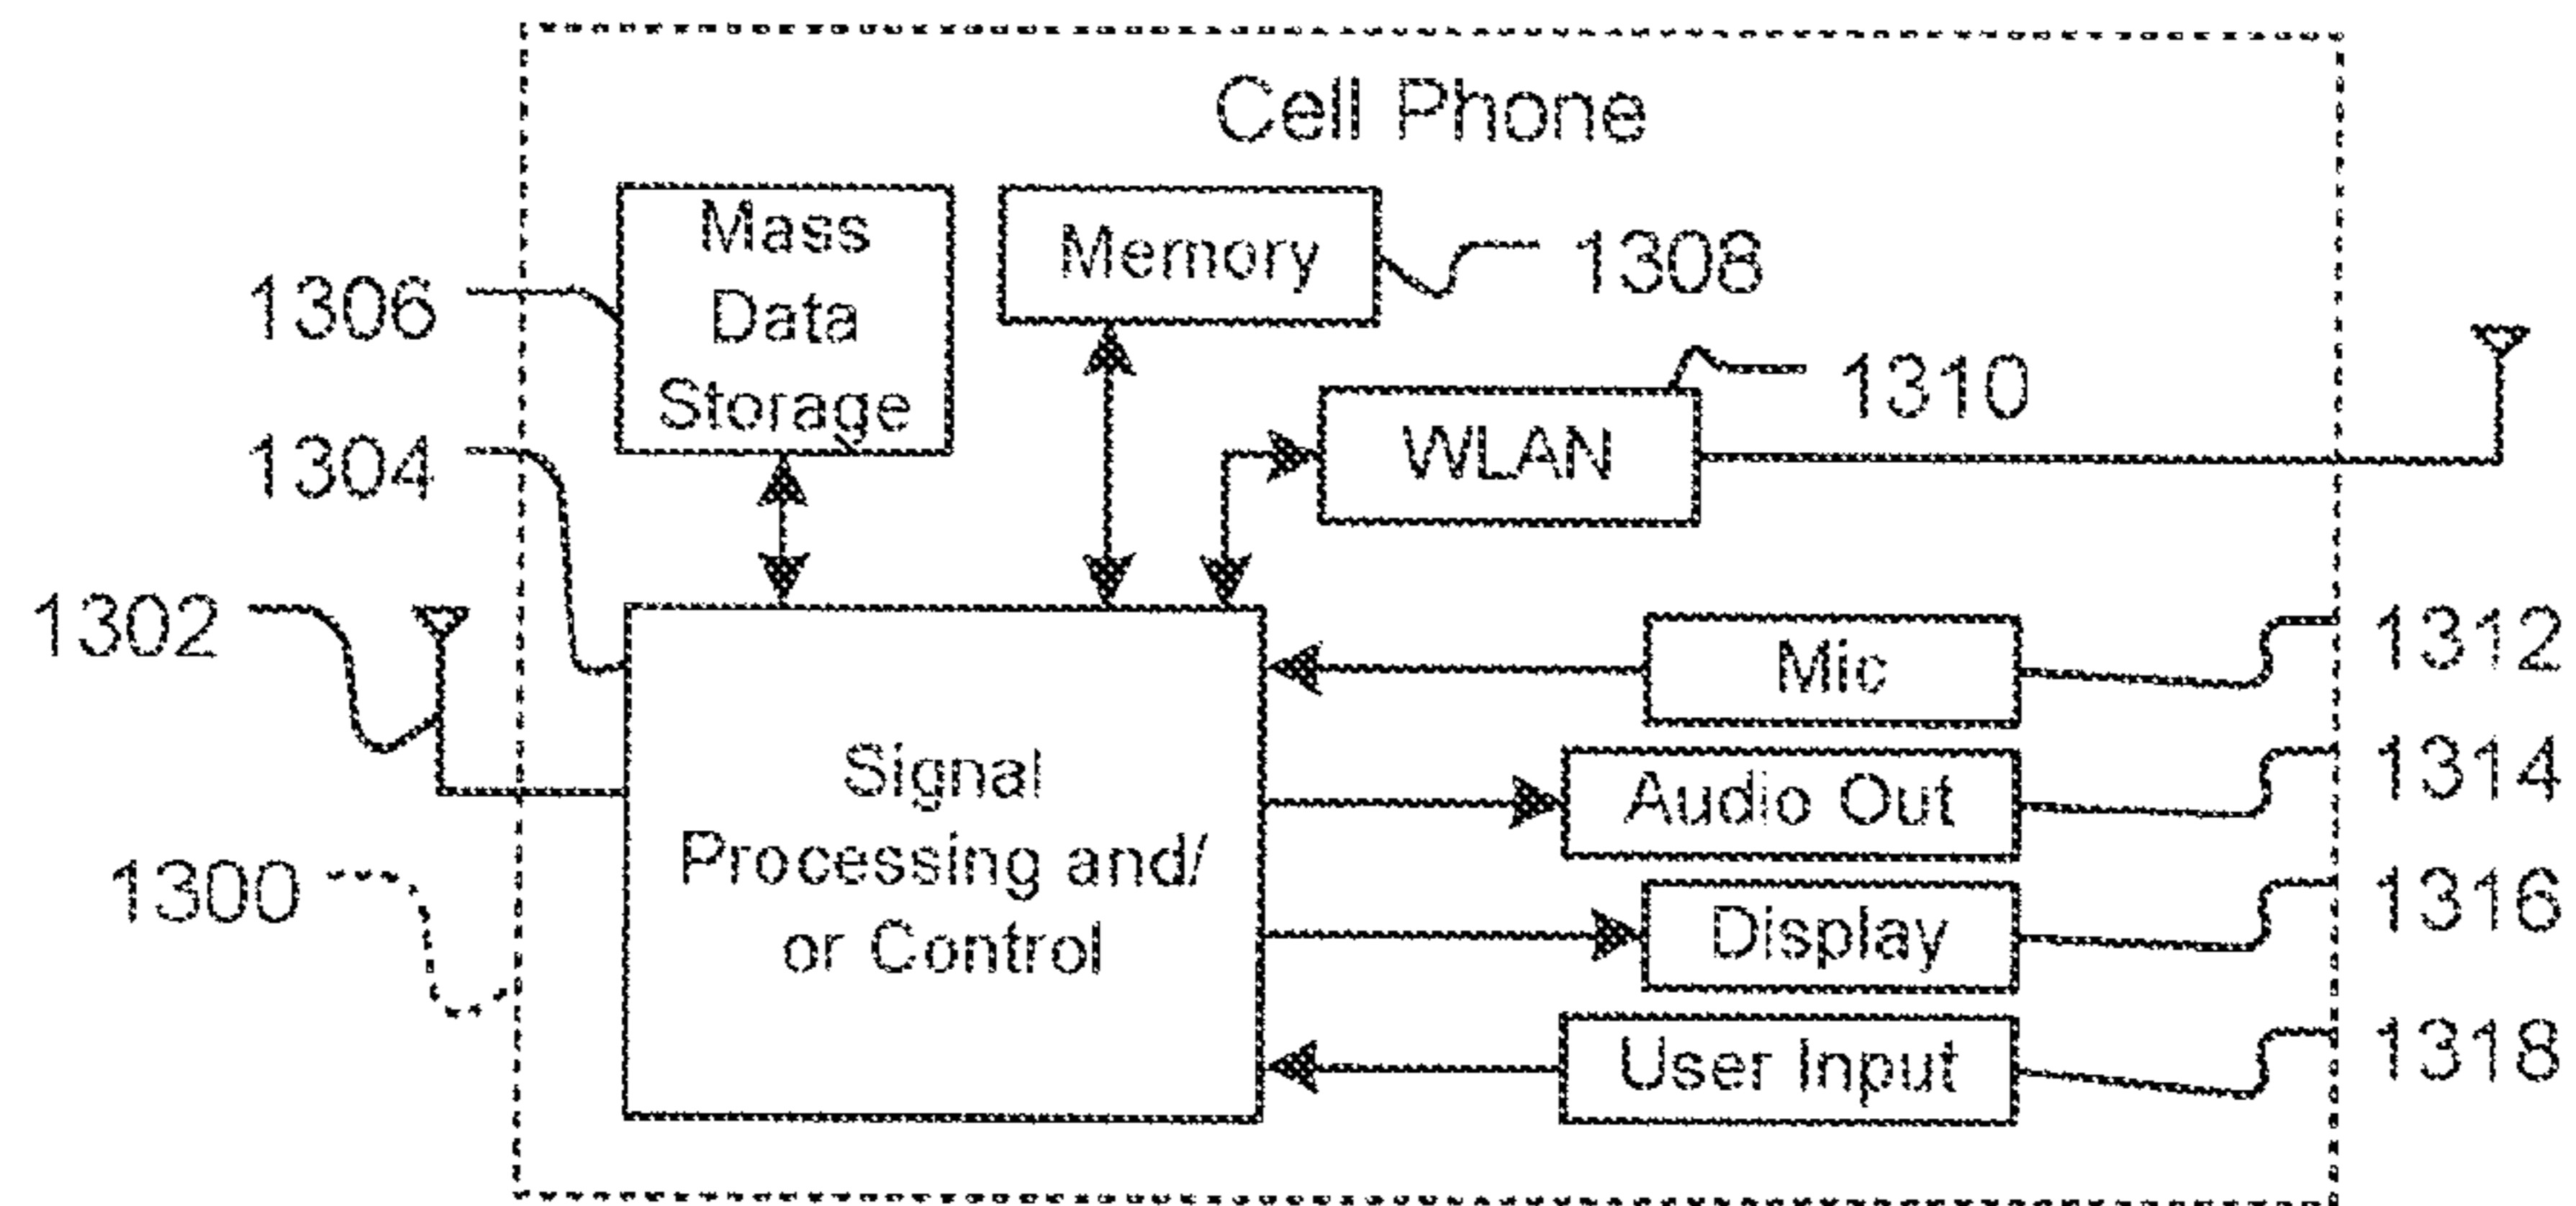 Cell Phone
Mass
Data
Storage
Memory
1308
1306
1310
WLAN
1304
1302
Mic
1312
Signal
Processing and/
or Control
Audio Out
1314
1300
Display
1316
User Input
1318